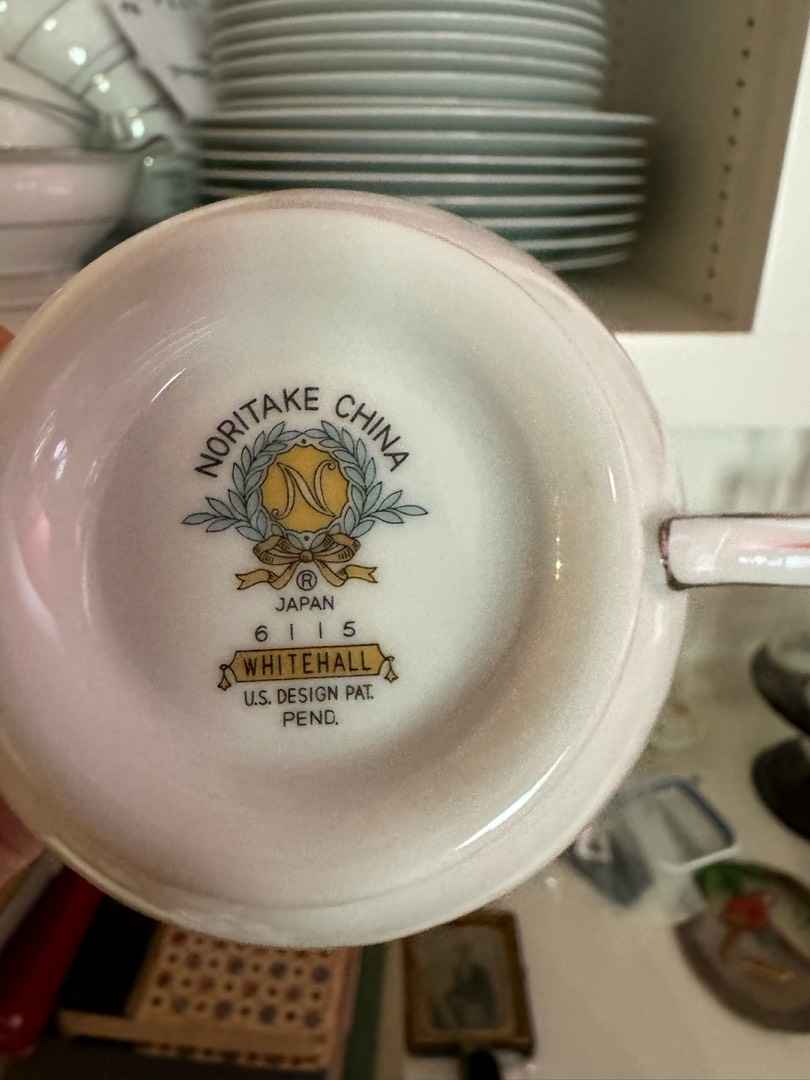 NORITAKE CHINA
N
®
JAPAN
6115
WHITEHALL
U.S. DESIGN PAT.
PEND.